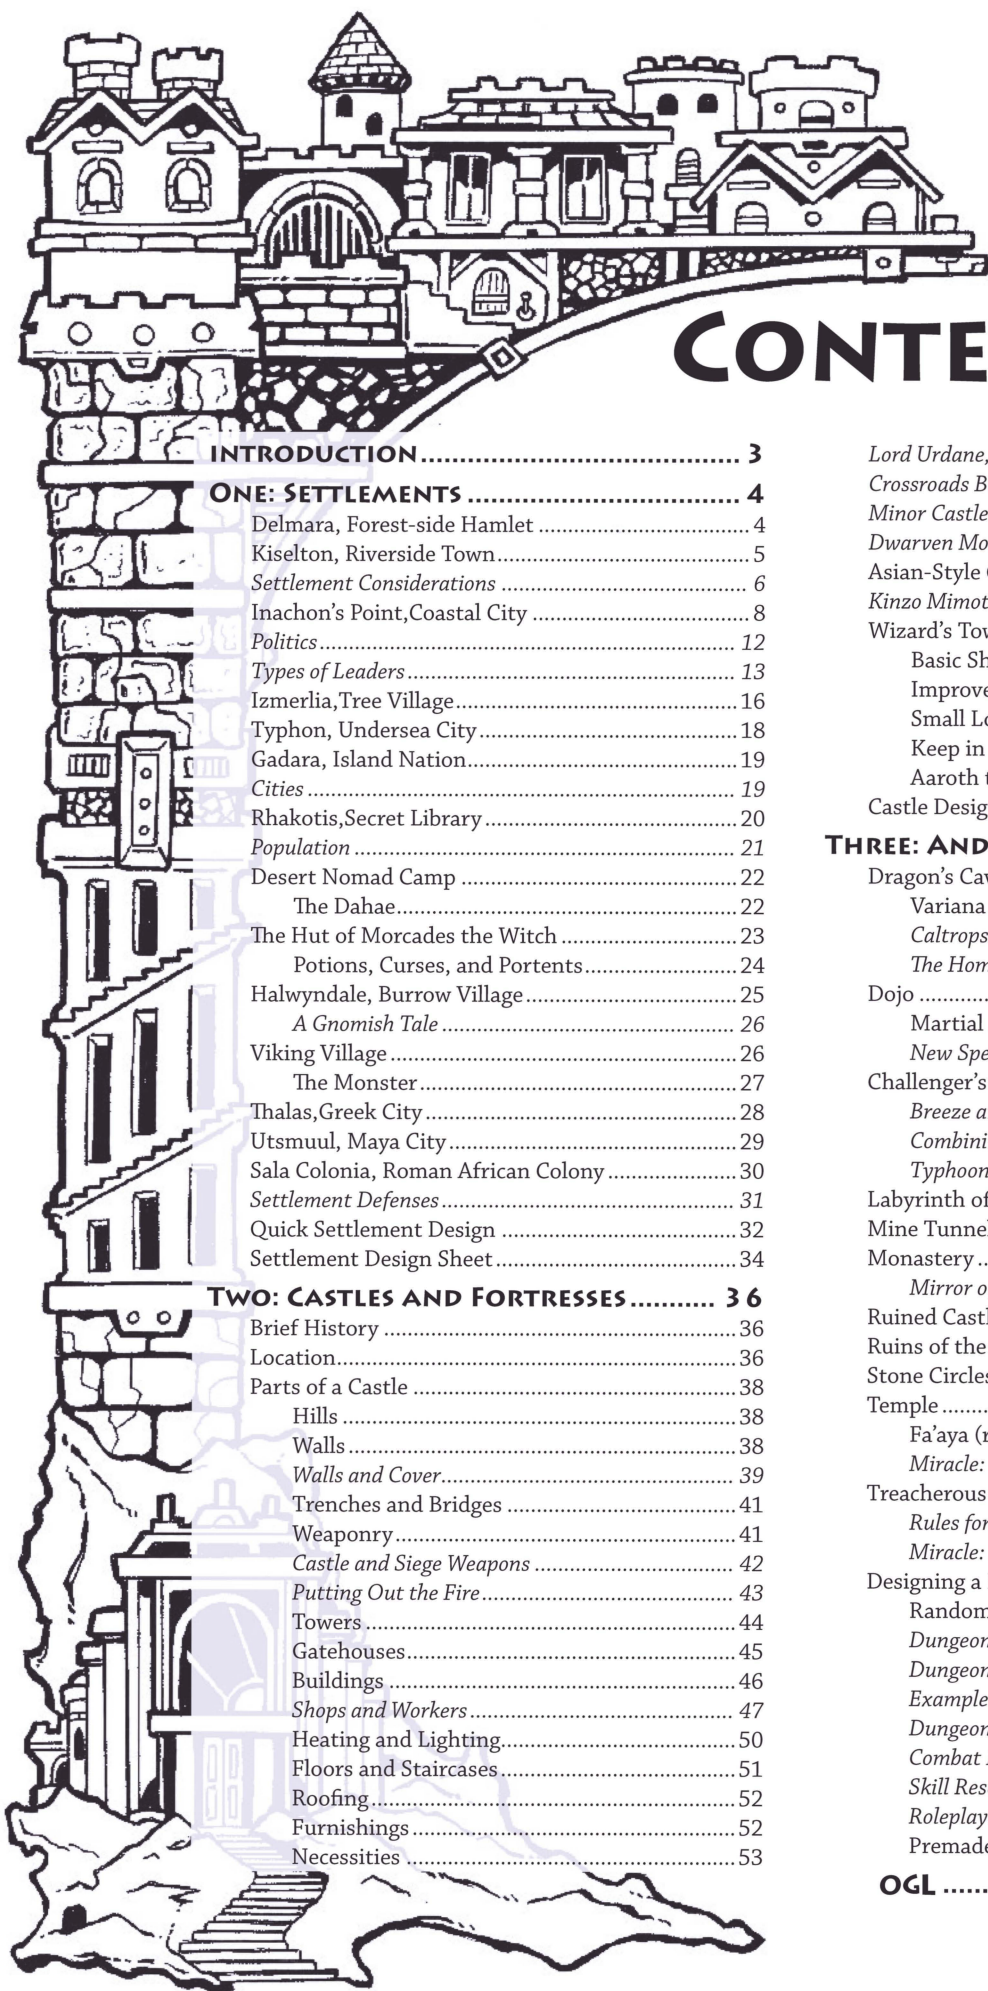 CONTE
INTRODUCTION ........ 3
ONE: SETTLEMENTS ........ 4
Delmara, Forest-side Hamlet ........ 4
Kiselton, Riverside Town ........ 5
Settlement Considerations ........ 6
Inachon's Point,Coastal City ........ 8
Politics ........ 12
Types of Leaders ........ 13
Izmerlia,Tree Village ........ 16
Typhon, Undersea City ........ 18
Gadara, Island Nation ........ 19
Cities ........ 19
Rhakotis,Secret Library ........ 20
Population ........ 21
Desert Nomad Camp ........ 22
The Dahae ........ 22
The Hut of Morcades the Witch ........ 23
Potions, Curses, and Portents ........ 24
Halwyndale, Burrow Village ........ 25
A Gnomish Tale ........ 26
Viking Village ........ 26
The Monster ........ 27
Thalas,Greek City ........ 28
Utsmuul, Maya City ........ 29
Sala Colonia, Roman African Colony ........ 30
Settlement Defenses ........ 31
Quick Settlement Design ........ 32
Settlement Design Sheet ........ 34
TWO: CASTLES AND FORTRESSES ........ 36
Brief History ........ 36
Location ........ 36
Parts of a Castle ........ 38
Hills ........ 38
Walls ........ 38
Walls and Cover ........ 39
Trenches and Bridges ........ 41
Weaponry ........ 41
Castle and Siege Weapons ........ 42
Putting Out the Fire ........ 43
Towers ........ 44
Gatehouses ........ 45
Buildings ........ 46
Shops and Workers ........ 47
Heating and Lighting ........ 50
Floors and Staircases ........ 51
Roofing ........ 52
Furnishings ........ 52
Necessities ........ 53
Lord Urdane,
Crossroads B
Minor Castle
Dwarven Mo
Asian-Style
Kinzo Mimot
Wizard's Tow
Basic Sh
Improve
Small Lo
Keep in
Aaroth t
Castle Desig
THREE: AND
Dragon's Cav
Variana
Caltrops
The Hom
Dojo ........
Martial
New Spe
Challenger's
Breeze a
Combini
Typhoon
Labyrinth of
Mine Tunnel
Monastery ..
Mirror o
Ruined Castl
Ruins of the
Stone Circles
Temple ........
Fa'aya (r
Miracle:
Treacherous
Rules for
Miracle:
Designing a
Random
Dungeon
Dungeon
Example
Dungeon
Combat
Skill Res
Roleplay
Premade
OGL ......